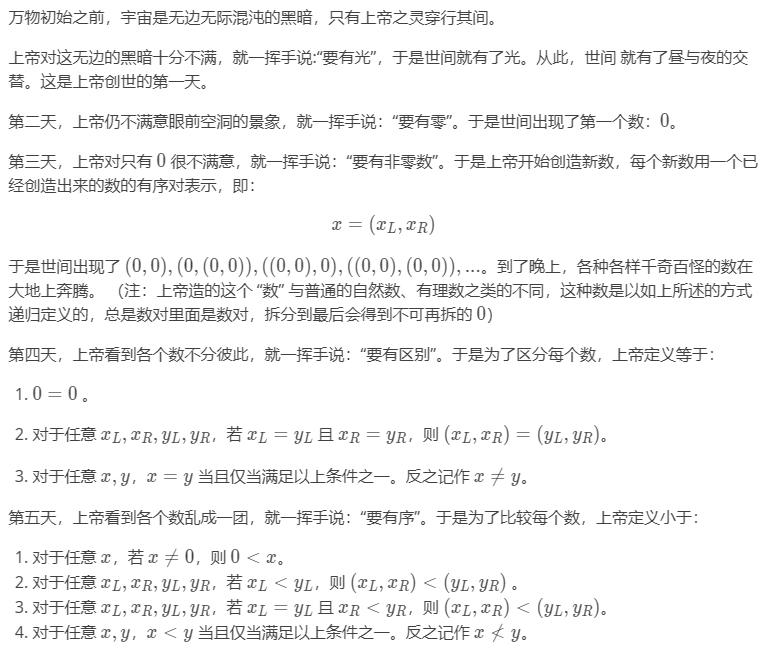 万物初始之前，宇宙是无边无际混沌的黑暗，只有上帝之灵穿行其间。
上帝对这无边的黑暗十分不满，就一挥手说:“要有光”，于是世间就有了光。从此，世间 就有了昼与夜的交
替。这是上帝创世的第一天。
第二天，上帝仍不满意眼前空洞的景象，就一挥手说：“要有零”。于是世间出现了第一个数：0。
第三天，上帝对只有 0 很不满意，就一挥手说：“要有非零数”。于是上帝开始创造新数，每个新数用一个已
经创造出来的数的有序对表示，即：
x = (x_L, x_R)
于是世间出现了 (0, 0), (0, (0, 0)), ((0, 0), 0), ((0, 0), (0, 0)), ...。到了晚上，各种各样千奇百怪的数在
大地上奔腾。 （注：上帝造的这个 “数” 与普通的自然数、有理数之类的不同，这种数是以如上所述的方式
递归定义的，总是数对里面是数对，拆分到最后会得到不可再拆的 0）
第四天，上帝看到各个数不分彼此，就一挥手说：“要有区别”。于是为了区分每个数，上帝定义等于：
1. 0 = 0 。
2. 对于任意 x_L, x_R, y_L, y_R，若 x_L = y_L 且 x_R = y_R，则 (x_L, x_R) = (y_L, y_R)。
3. 对于任意 x, y，x = y 当且仅当满足以上条件之一。反之记作 x ≠ y。
第五天，上帝看到各个数乱成一团，就一挥手说：“要有序”。于是为了比较每个数，上帝定义小于：
1. 对于任意 x，若 x ≠ 0，则 0 < x。
2. 对于任意 x_L, x_R, y_L, y_R，若 x_L < y_L，则 (x_L, x_R) < (y_L, y_R) 。
3. 对于任意 x_L, x_R, y_L, y_R，若 x_L = y_L 且 x_R < y_R，则 (x_L, x_R) < (y_L, y_R)。
4. 对于任意 x, y，x < y 当且仅当满足以上条件之一。反之记作 x ≮ y。